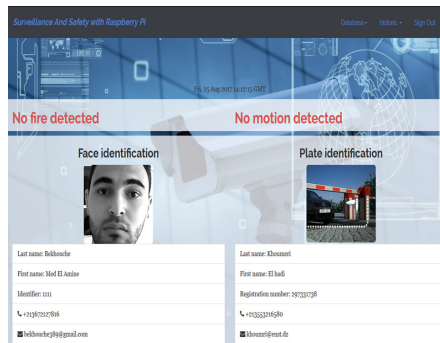 Surveillance And Safety with Raspberry Pi
Database
historic
Sign Out
Fri, 25 Aug 2017 14:12:15 GMT
No fire detected
No motion detected
Face identification
Plate identification
Last name: Bekhouche
First name: Med El Amine
Identifier: 1111
+213672127816
bekhouche389@gmail.com
Last name: Khoumeri
First name: El hadi
Registration number: 297331738
+213553216580
khoumri@enst.dz